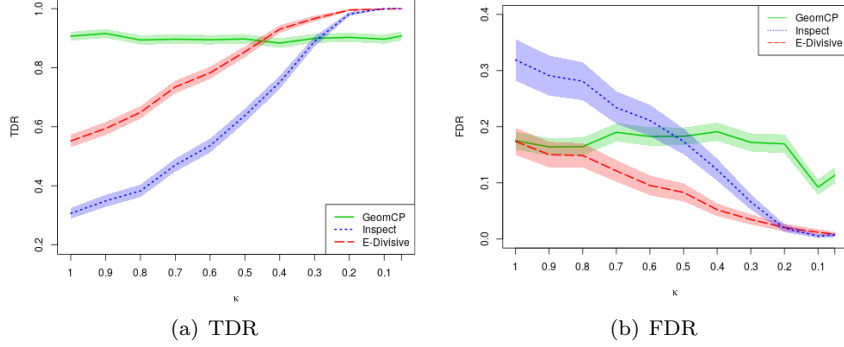 1.0
0.8
0.6
0.4
0.2
TDR
GeomCP
Inspect
E-Divisive
1 0.9 0.8 0.7 0.6 0.5 0.4 0.3 0.2 0.1
κ
(a) TDR
0.4
0.3
0.2
0.1
0.0
FDR
GeomCP
Inspect
E-Divisive
1 0.9 0.8 0.7 0.6 0.5 0.4 0.3 0.2 0.1
κ
(b) FDR